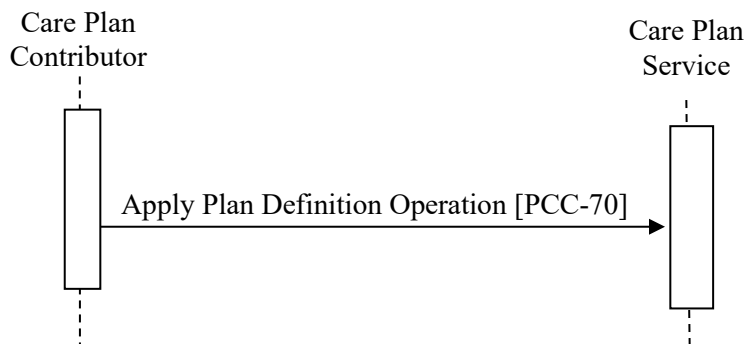 Care Plan
Contributor
Care Plan
Service
Apply Plan Definition Operation [PCC-70]